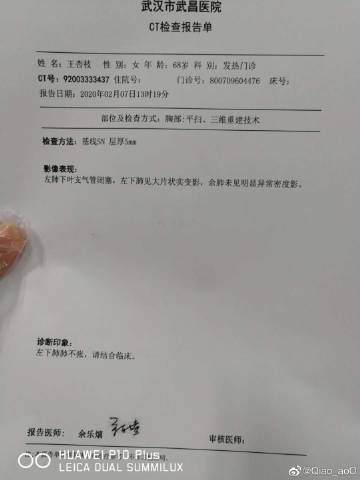 武汉市武昌医院
CT检查报告单
姓 名：王杏枝 性 别：女 年 龄：68岁 科 别：发热门诊
CT号：92003333437 住院号： 门诊号：800709604476 床号：
报告日期：2020年02月07日13时19分
部位及检查方式：胸部:平扫、三维重建技术
检查方法：基线SN 层厚5mm
影像表现：
左肺下叶支气管闭塞，左下肺见大片状实变影，余肺未见明显异常密度影。
诊断印象：
左下肺肺不张，请结合临床。
报告医师： 余乐熵 审核医师：
HUAWEI P10 Plus
LEICA DUAL SUMMILUX
@Qiao_aoO